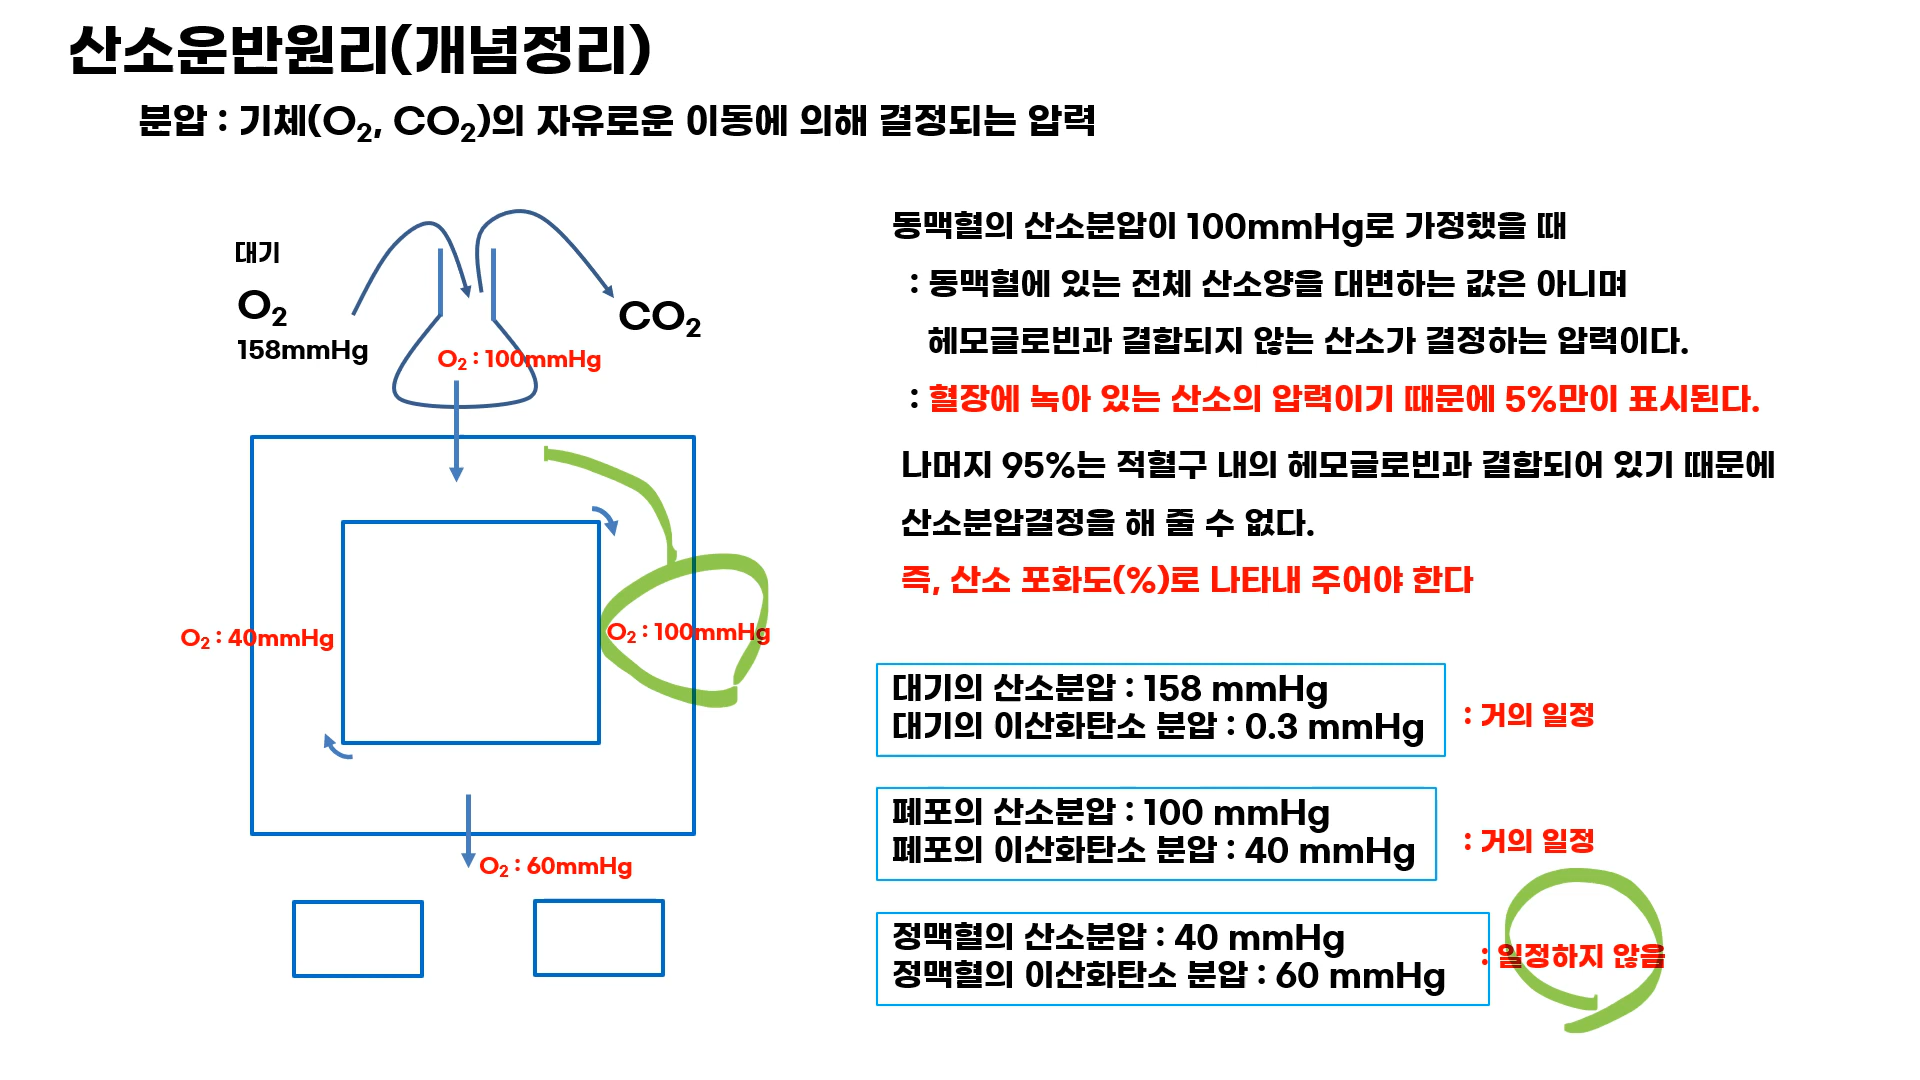 산소운반원리(개념정리)
분압 : 기체(O₂, CO₂)의 자유로운 이동에 의해 결정되는 압력
대기
O₂
158mmHg
CO₂
O₂ : 100mmHg
O₂ : 40mmHg
O₂ : 100mmHg
O₂ : 60mmHg
동맥혈의 산소분압이 100mmHg로 가정했을 때
: 동맥혈에 있는 전체 산소양을 대변하는 값은 아니며
헤모글로빈과 결합되지 않는 산소가 결정하는 압력이다.
: 혈장에 녹아 있는 산소의 압력이기 때문에 5%만이 표시된다.
나머지 95%는 적혈구 내의 헤모글로빈과 결합되어 있기 때문에
산소분압결정을 해 줄 수 없다.
즉, 산소 포화도(%)로 나타내 주어야 한다
대기의 산소분압 : 158 mmHg
대기의 이산화탄소 분압 : 0.3 mmHg
: 거의 일정
폐포의 산소분압 : 100 mmHg
폐포의 이산화탄소 분압 : 40 mmHg
: 거의 일정
정맥혈의 산소분압 : 40 mmHg
정맥혈의 이산화탄소 분압 : 60 mmHg
: 일정하지 않음